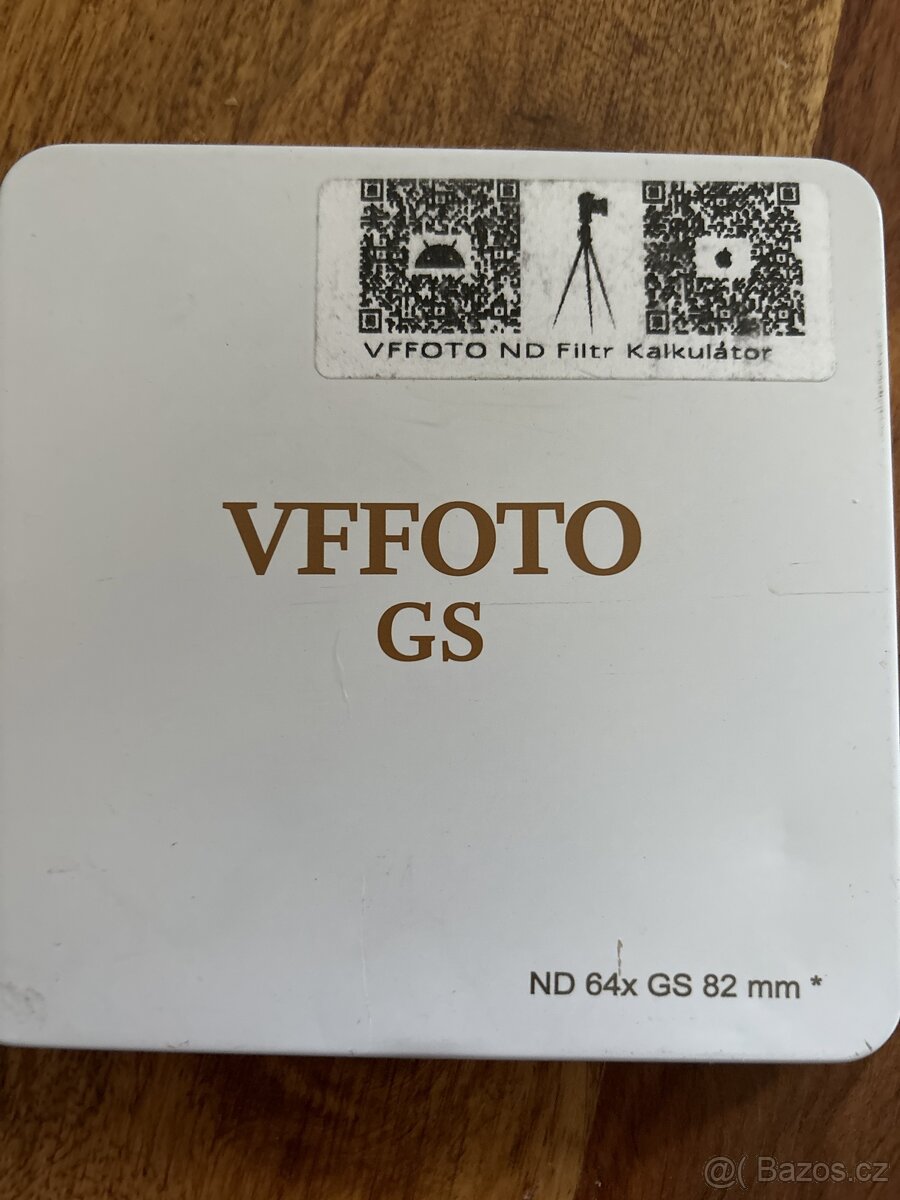 VFFOTO ND Filtr Kalkulátor
VFFOTO
GS
ND 64x GS 82 mm *
@( Bazos.cz